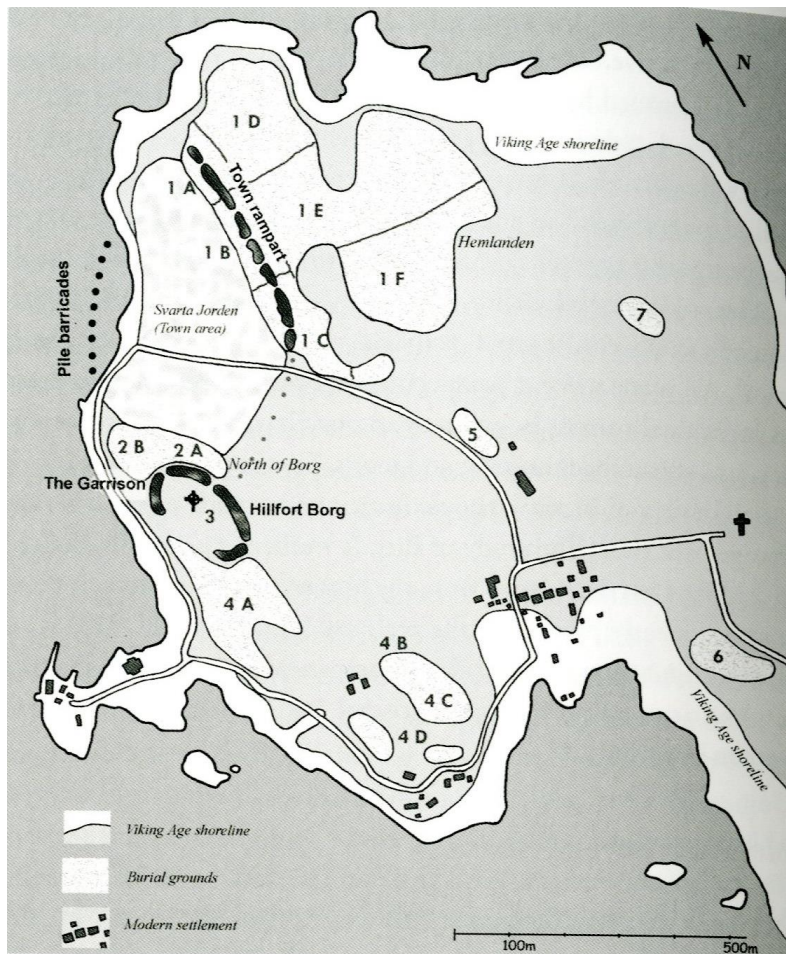 N
1 D
Viking Age shoreline
1 A
Town rampart
1 E
1 B
Hemlanden
1 F
Pile barricades
Svarta Jorden
(Town area)
7
1 C
5
2 B
2 A
North of Borg
The Garrison
3
Hillfort Borg
4 A
4 B
4 C
6
4 D
Viking Age shoreline
Viking Age shoreline
Burial grounds
Modern settlement
100m
500m